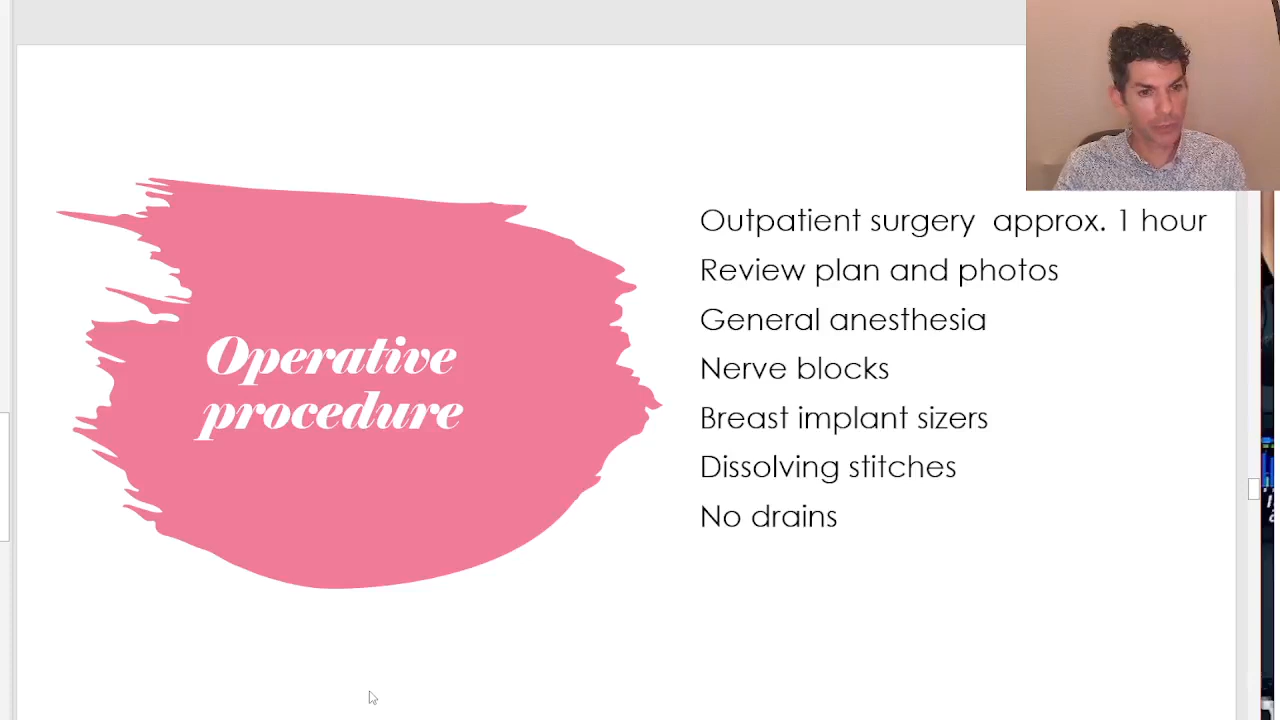 Operative
procedure
Outpatient surgery  approx. 1 hour
Review plan and photos
General anesthesia
Nerve blocks
Breast implant sizers
Dissolving stitches
No drains